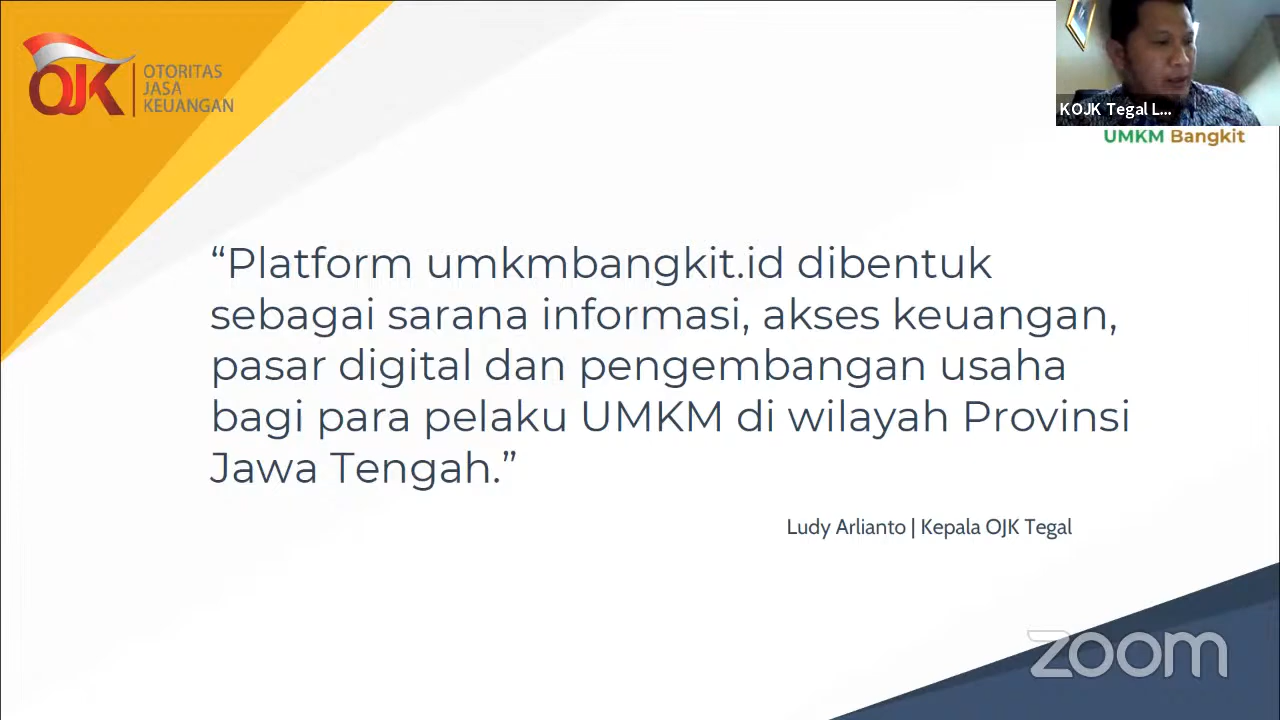 OJK
OTORITAS
JASA
KEUANGAN
KOJK Tegal L...
UMKM Bangkit
“Platform umkmbangkit.id dibentuk
sebagai sarana informasi, akses keuangan,
pasar digital dan pengembangan usaha
bagi para pelaku UMKM di wilayah Provinsi
Jawa Tengah.”
Ludy Arlianto | Kepala OJK Tegal
zoom